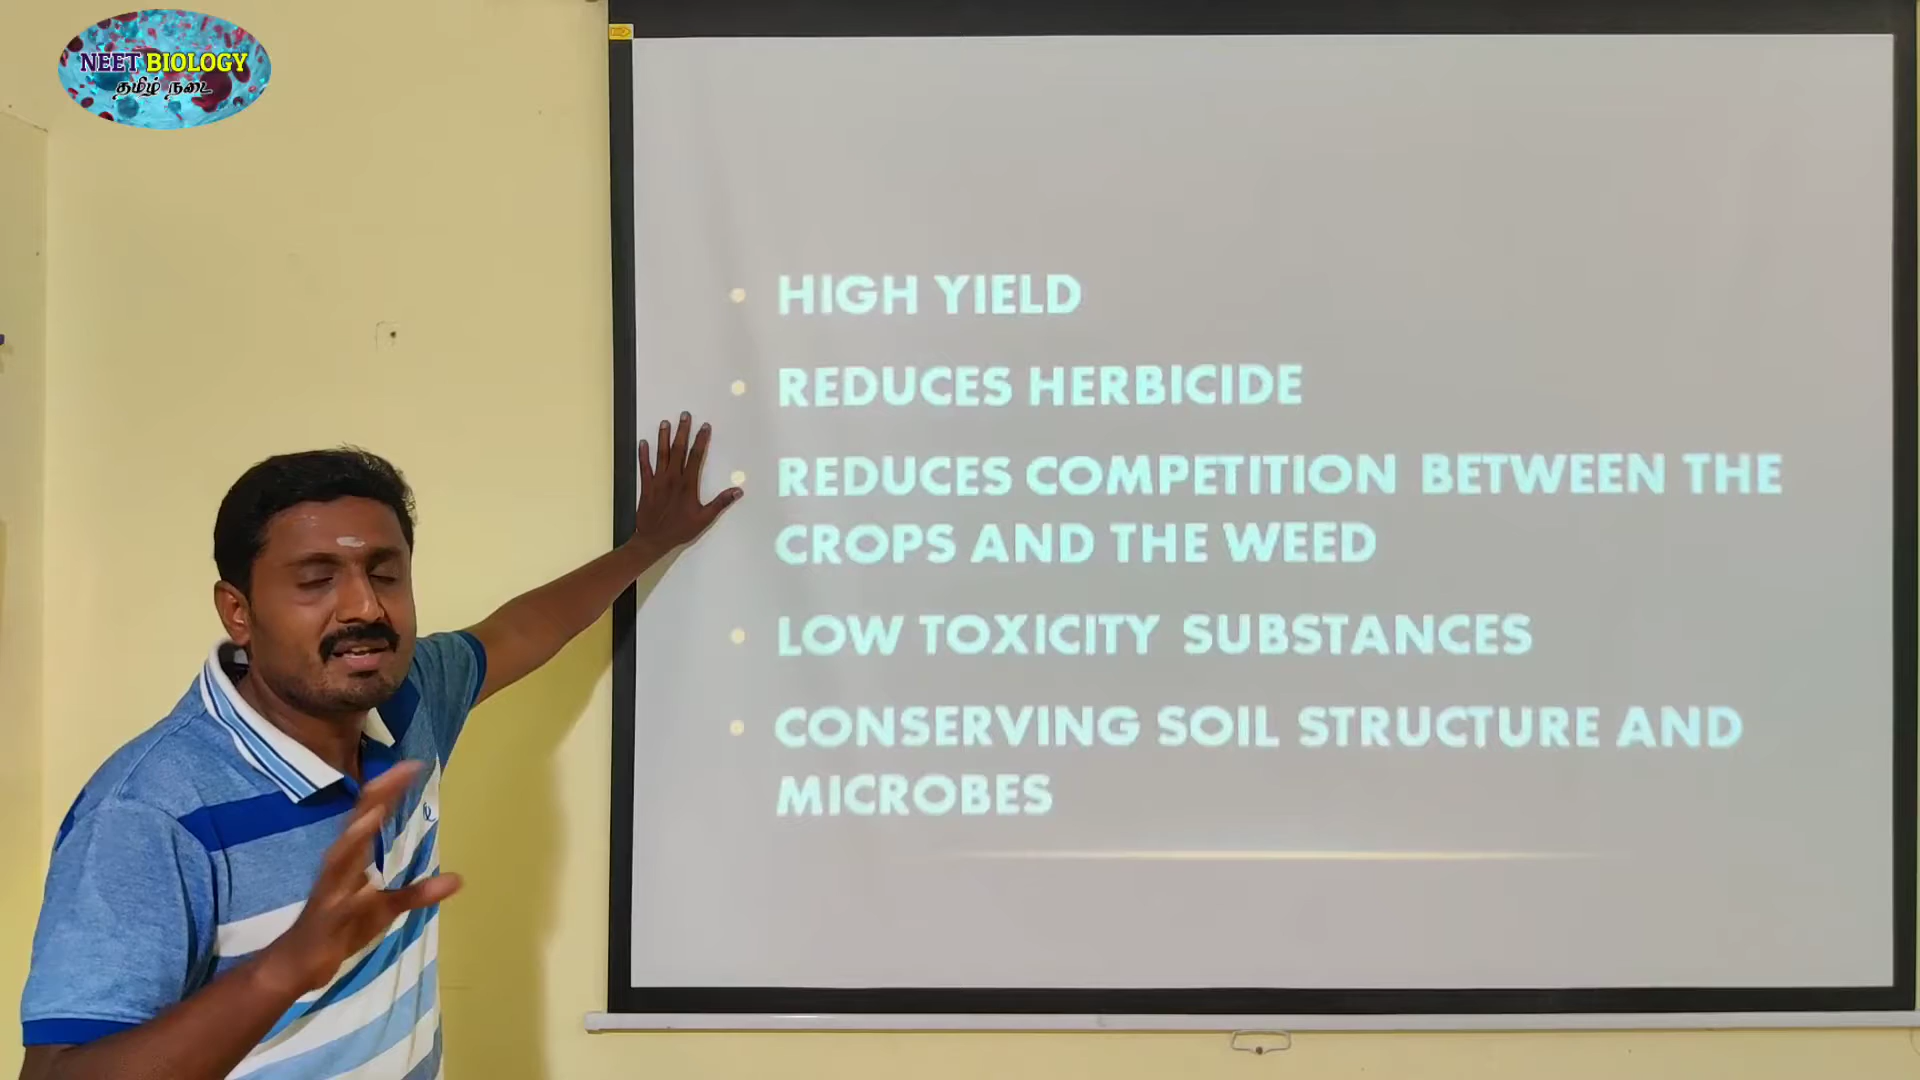 NEET BIOLOGY
தமிழ் நடை
• HIGH YIELD
• REDUCES HERBICIDE
• REDUCES COMPETITION BETWEEN THE
CROPS AND THE WEED
• LOW TOXICITY SUBSTANCES
• CONSERVING SOIL STRUCTURE AND
MICROBES